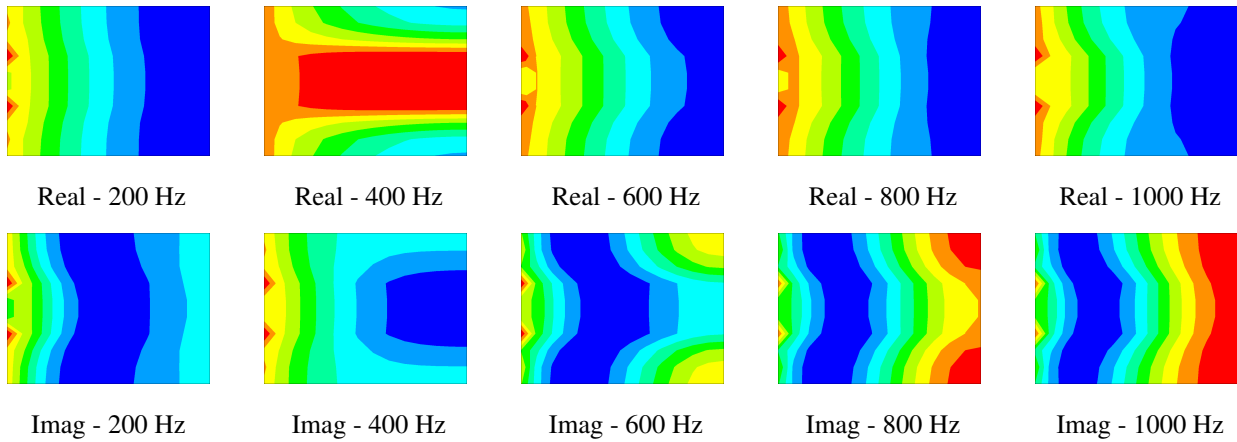 Real - 200 Hz
Real - 400 Hz
Real - 600 Hz
Real - 800 Hz
Real - 1000 Hz
Imag - 200 Hz
Imag - 400 Hz
Imag - 600 Hz
Imag - 800 Hz
Imag - 1000 Hz